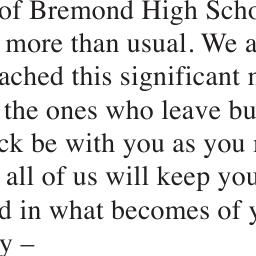 of Bremond High Scho
more than usual. We a
ached this significant
the ones who leave bu
ck be with you as you
all of us will keep you
d in what becomes of
y –